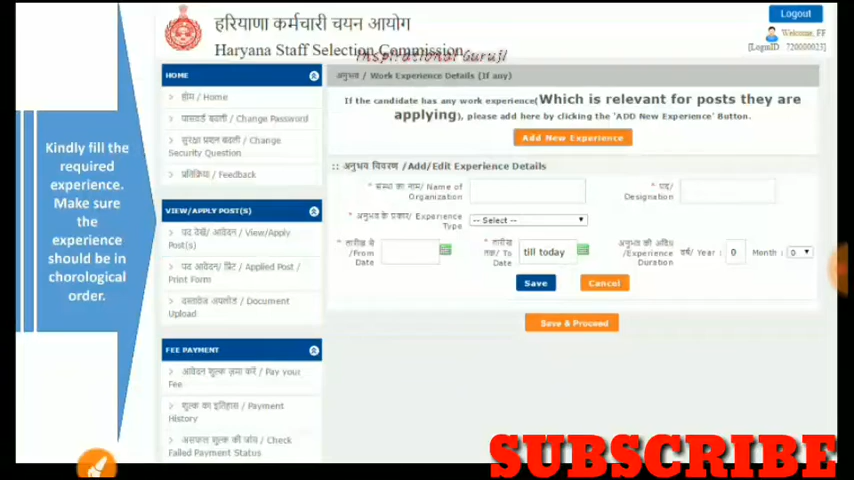 हरियाणा कर्मचारी चयन आयोग
Haryana Staff Selection Commission
Inspirational Guruji
Logout
Welcome, FF
[LoginID 720000023]
Kindly fill the
required
experience.
Make sure
the
experience
should be in
chorological
order.
HOME
होम / Home
पासवर्ड बदलें / Change Password
सुरक्षा प्रश्न बदलें / Change
Security Question
प्रतिक्रिया / Feedback
VIEW/APPLY POST(S)
पद देखें/ आवेदन / View/Apply
Post(s)
पद आवेदन/ प्रिंट / Applied Post /
Print Form
दस्तावेज अपलोड / Document
Upload
FEE PAYMENT
आवेदन शुल्क जमा करें / Pay your
Fee
शुल्क का इतिहास / Payment
History
असफल शुल्क की जांच / Check
Failed Payment Status
अनुभव / Work Experience Details (If any)
If the candidate has any work experience(Which is relevant for posts they are
applying), please add here by clicking the 'ADD New Experience' Button.
Add New Experience
:: अनुभव विवरण /Add/Edit Experience Details
* संस्था का नाम/ Name of
Organization
* पद/
Designation
* अनुभव के प्रकार/ Experience
Type
-- Select --
* तारीख से
/From
Date
* तारीख
तक/ To
Date
till today
अनुभव की अवधि
/Experience
Duration
वर्ष/ Year : 0 Month : 0
Save
Cancel
Save & Proceed
SUBSCRIBE